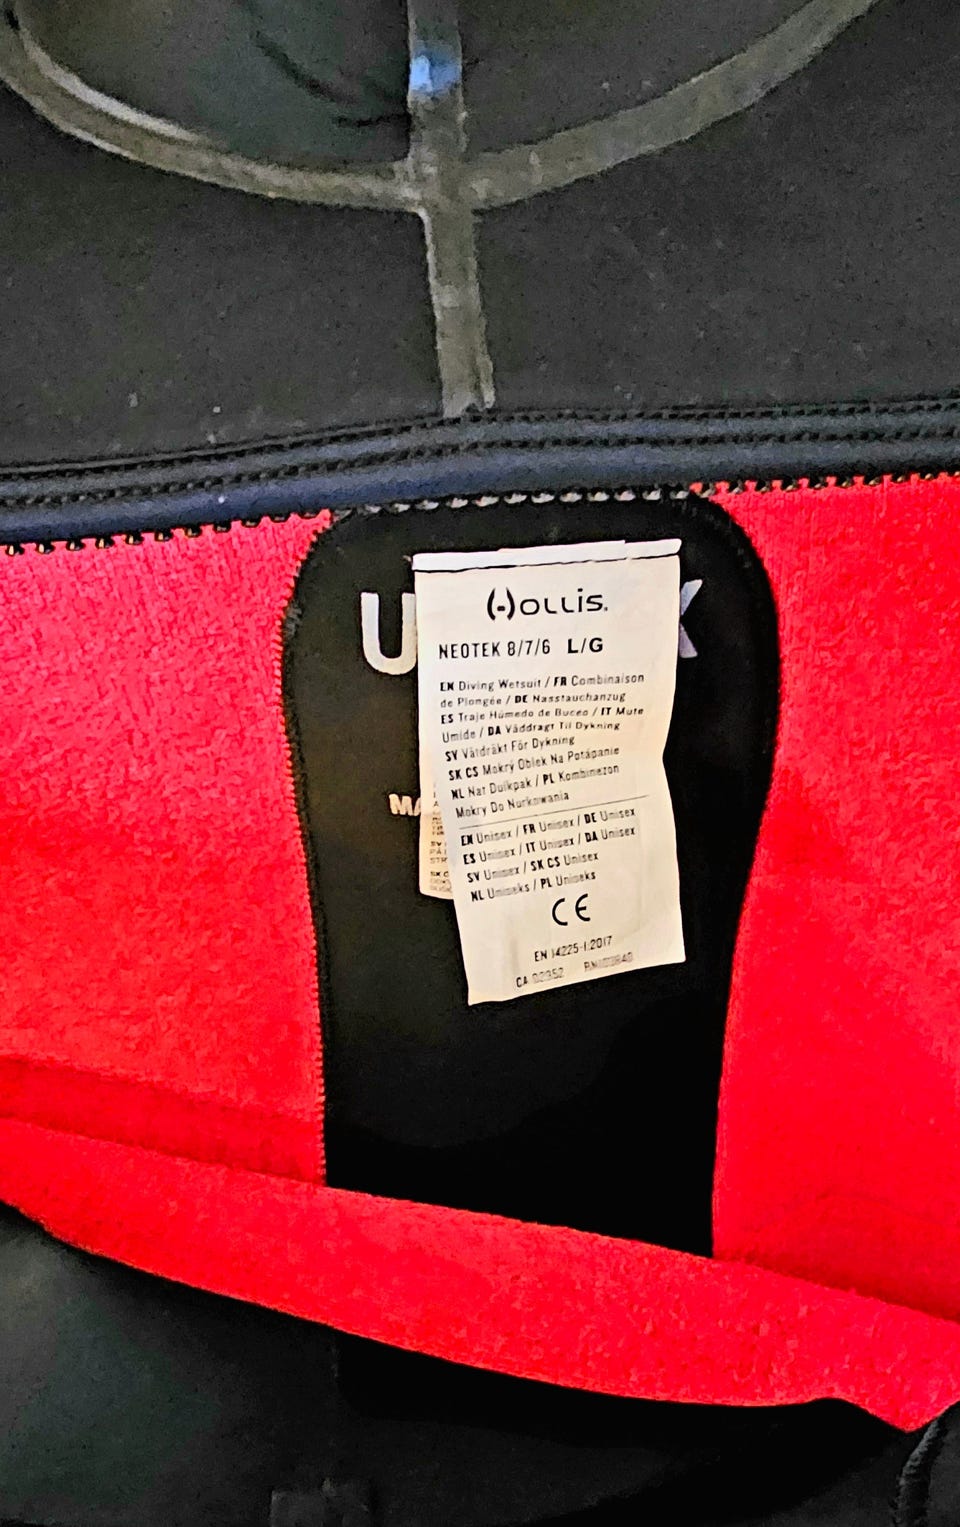 HOLLIS.
NEOTEK 8/7/6 L/G
EN Diving Wetsuit / FR Combinaison
de Plongée / DE Nasstauchanzug
ES Traje Húmedo de Buceo / IT Mute
Umide / DA Våddragt Til Dykning
SV Våtdräkt För Dykning
SK CS Mokrý Oblek Na Potápanie
NL Nat Duikpak / PL Kombinezon
Mokry Do Nurkowania
EN Unisex / FR Unisex / DE Unisex
ES Unisex / IT Unisex / DA Unisex
SV Unisex / SK CS Unisex
NL Uniseks / PL Uniseks
CE
EN 14225-1:2017
CA 02352